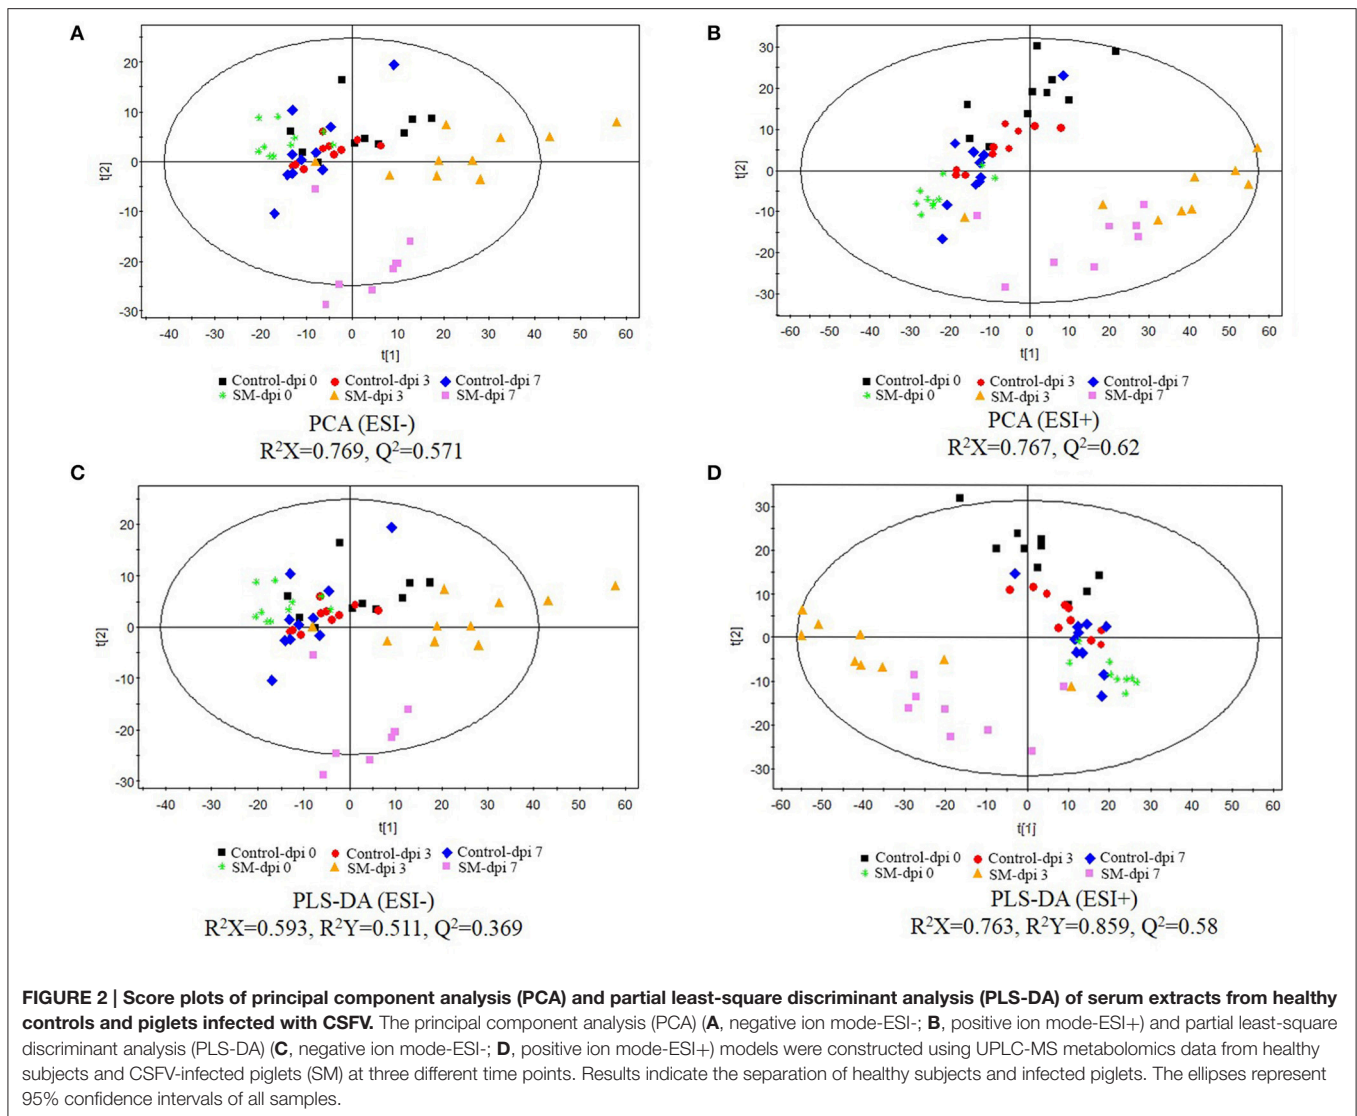 A
B
20
10
0
-10
-20
-30
t[2]
-40
-30
-20
-10
0
10
20
30
40
50
60
t[1]
Control-dpi 0 Control-dpi 3 Control-dpi 7
SM-dpi 0 SM-dpi 3 SM-dpi 7
PCA (ESI-)
R²X=0.769, Q²=0.571
30
20
10
0
-10
-20
-30
t[2]
-60
-50
-40
-30
-20
-10
0
10
20
30
40
50
60
t[1]
Control-dpi 0 Control-dpi 3 Control-dpi 7
SM-dpi 0 SM-dpi 3 SM-dpi 7
PCA (ESI+)
R²X=0.767, Q²=0.62
C
D
20
10
0
-10
-20
-30
t[2]
-40
-30
-20
-10
0
10
20
30
40
50
60
t[1]
Control-dpi 0 Control-dpi 3 Control-dpi 7
SM-dpi 0 SM-dpi 3 SM-dpi 7
PLS-DA (ESI-)
R²X=0.593, R²Y=0.511, Q²=0.369
30
20
10
0
-10
-20
-30
t[2]
-60
-50
-40
-30
-20
-10
0
10
20
30
40
50
60
t[1]
Control-dpi 0 Control-dpi 3 Control-dpi 7
SM-dpi 0 SM-dpi 3 SM-dpi 7
PLS-DA (ESI+)
R²X=0.763, R²Y=0.859, Q²=0.58
FIGURE 2 | Score plots of principal component analysis (PCA) and partial least-square discriminant analysis (PLS-DA) of serum extracts from healthy
controls and piglets infected with CSFV. The principal component analysis (PCA) (A, negative ion mode-ESI-; B, positive ion mode-ESI+) and partial least-square
discriminant analysis (PLS-DA) (C, negative ion mode-ESI-; D, positive ion mode-ESI+) models were constructed using UPLC-MS metabolomics data from healthy
subjects and CSFV-infected piglets (SM) at three different time points. Results indicate the separation of healthy subjects and infected piglets. The ellipses represent
95% confidence intervals of all samples.